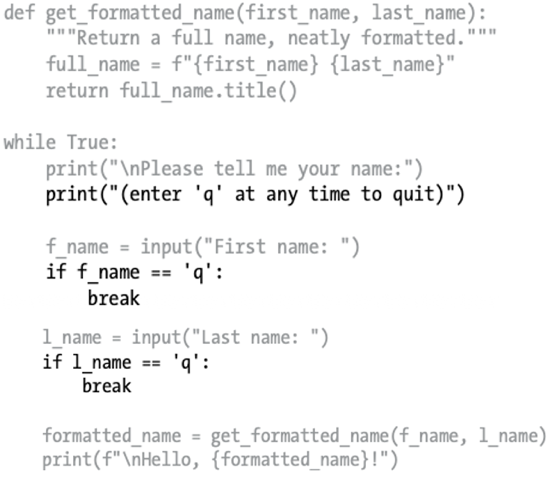 def get_formatted_name(first_name, last_name):
    """Return a full name, neatly formatted."""
    full_name = f"{first_name} {last_name}"
    return full_name.title()

while True:
    print("\nPlease tell me your name:")
    print("(enter 'q' at any time to quit)")

    f_name = input("First name: ")
    if f_name == 'q':
        break

    l_name = input("Last name: ")
    if l_name == 'q':
        break

    formatted_name = get_formatted_name(f_name, l_name)
    print(f"\nHello, {formatted_name}!")